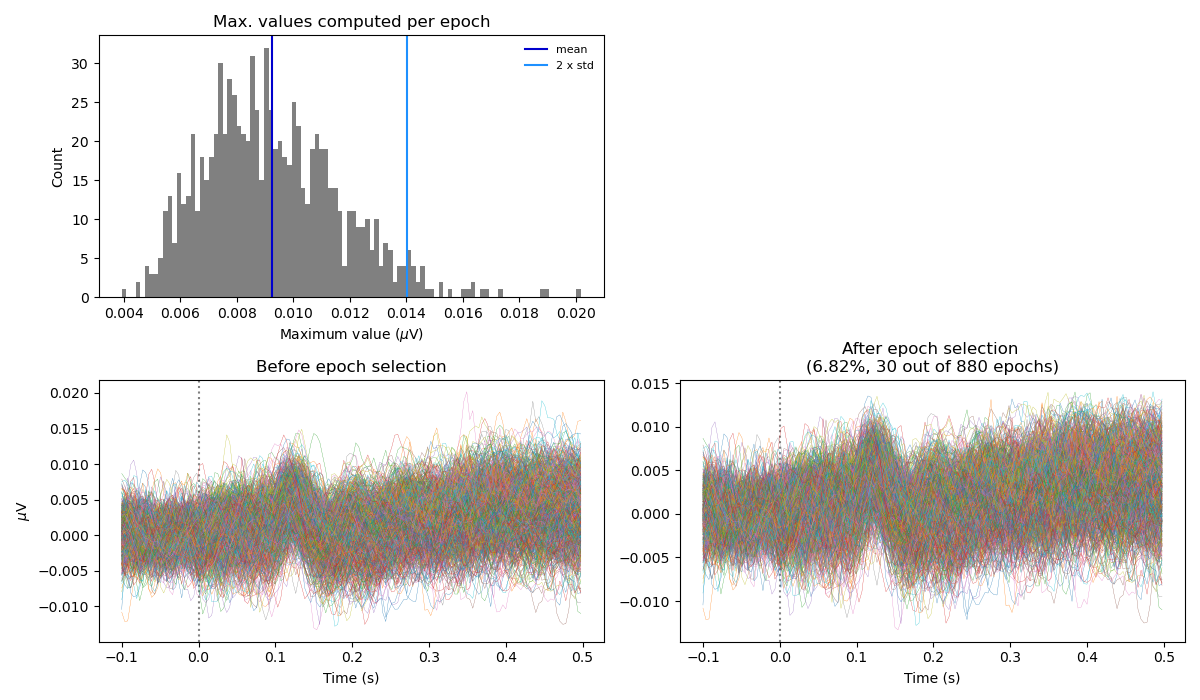 Max. values computed per epoch
mean
2 x std
Count
30
25
20
15
10
5
0
0.004 0.006 0.008 0.010 0.012 0.014 0.016 0.018 0.020
Maximum value (μV)
Before epoch selection
μV
0.020
0.015
0.010
0.005
0.000
−0.005
−0.010
−0.1 0.0 0.1 0.2 0.3 0.4 0.5
Time (s)
After epoch selection
(6.82%, 30 out of 880 epochs)
0.015
0.010
0.005
0.000
−0.005
−0.010
−0.1 0.0 0.1 0.2 0.3 0.4 0.5
Time (s)